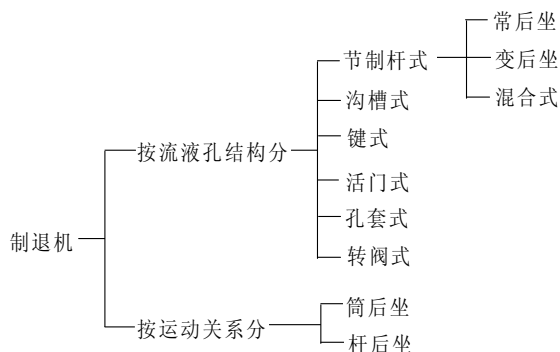 制退机
按流液孔结构分
节制杆式
常后坐
变后坐
混合式
沟槽式
键式
活门式
孔套式
转阀式
按运动关系分
筒后坐
杆后坐